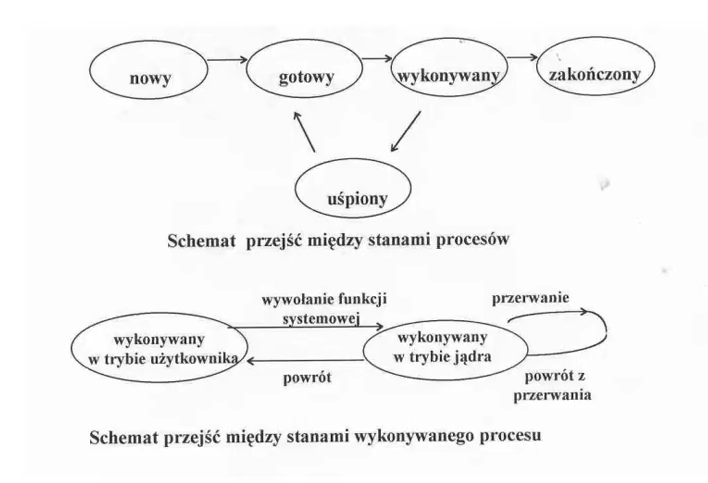 nowy
gotowy
wykonywany
zakończony
uśpiony
Schemat przejść między stanami procesów
wywołanie funkcji
systemowej
przerwanie
wykonywany
w trybie użytkownika
wykonywany
w trybie jądra
powrót
powrót z
przerwania
Schemat przejść między stanami wykonywanego procesu